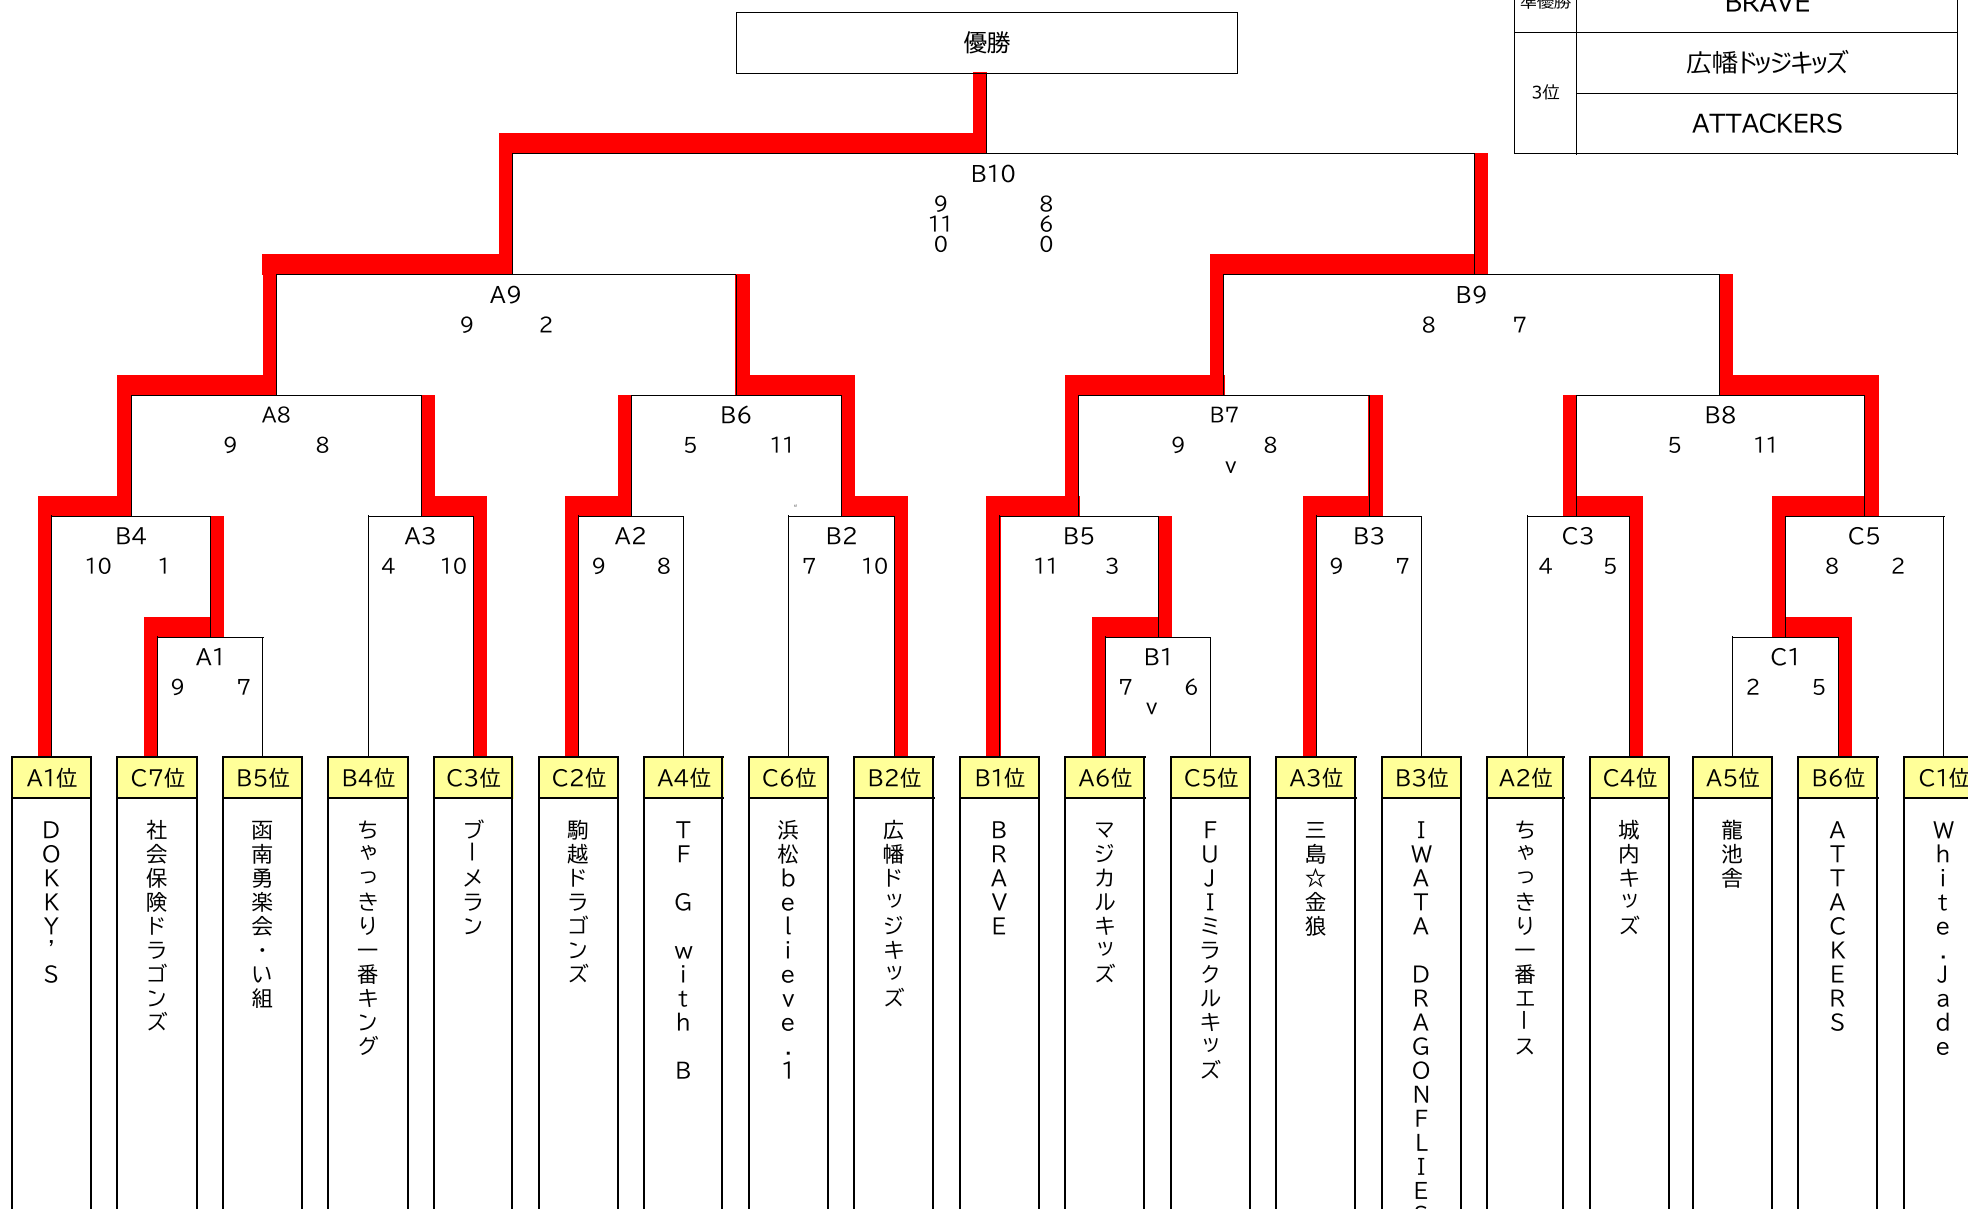 優勝
準優勝 BRAVE
3位
広幡ドッジキッズ
ATTACKERS
B10
9 8
11 6
0 0
A9
9 2
B9
8 7
A8
9 8
B6
5 11
B7
9 8
v
B8
5 11
B4
10 1
A3
4 10
A2
9 8
B2
7 10
B5
11 3
B3
9 7
C3
4 5
C5
8 2
A1
9 7
B1
7 6
v
C1
2 5
A1位
DOKKY'S
C7位
社会保険ドラゴンズ
B5位
函南勇楽会・い組
B4位
ちゃっきり一番キング
C3位
ブーメラン
C2位
駒越ドラゴンズ
A4位
TF G with B
C6位
浜松believe.1
B2位
広幡ドッジキッズ
B1位
BRAVE
A6位
マジカルキッズ
C5位
FUJIミラクルキッズ
A3位
三島☆金狼
B3位
IWATA DRAGONFLIES
A2位
ちゃっきり一番エース
C4位
城内キッズ
A5位
龍池舎
B6位
ATTACKERS
C1位
White.Jade